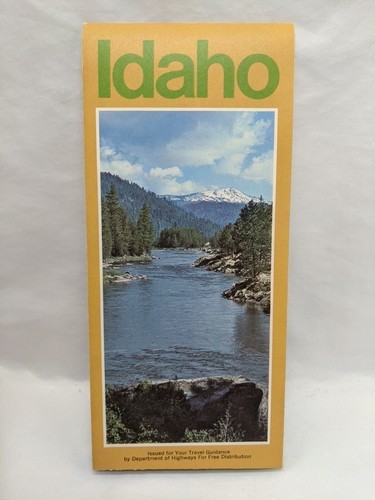 Idaho
Issued for Your Travel Guidance
by Department of Highways For Free Distribution